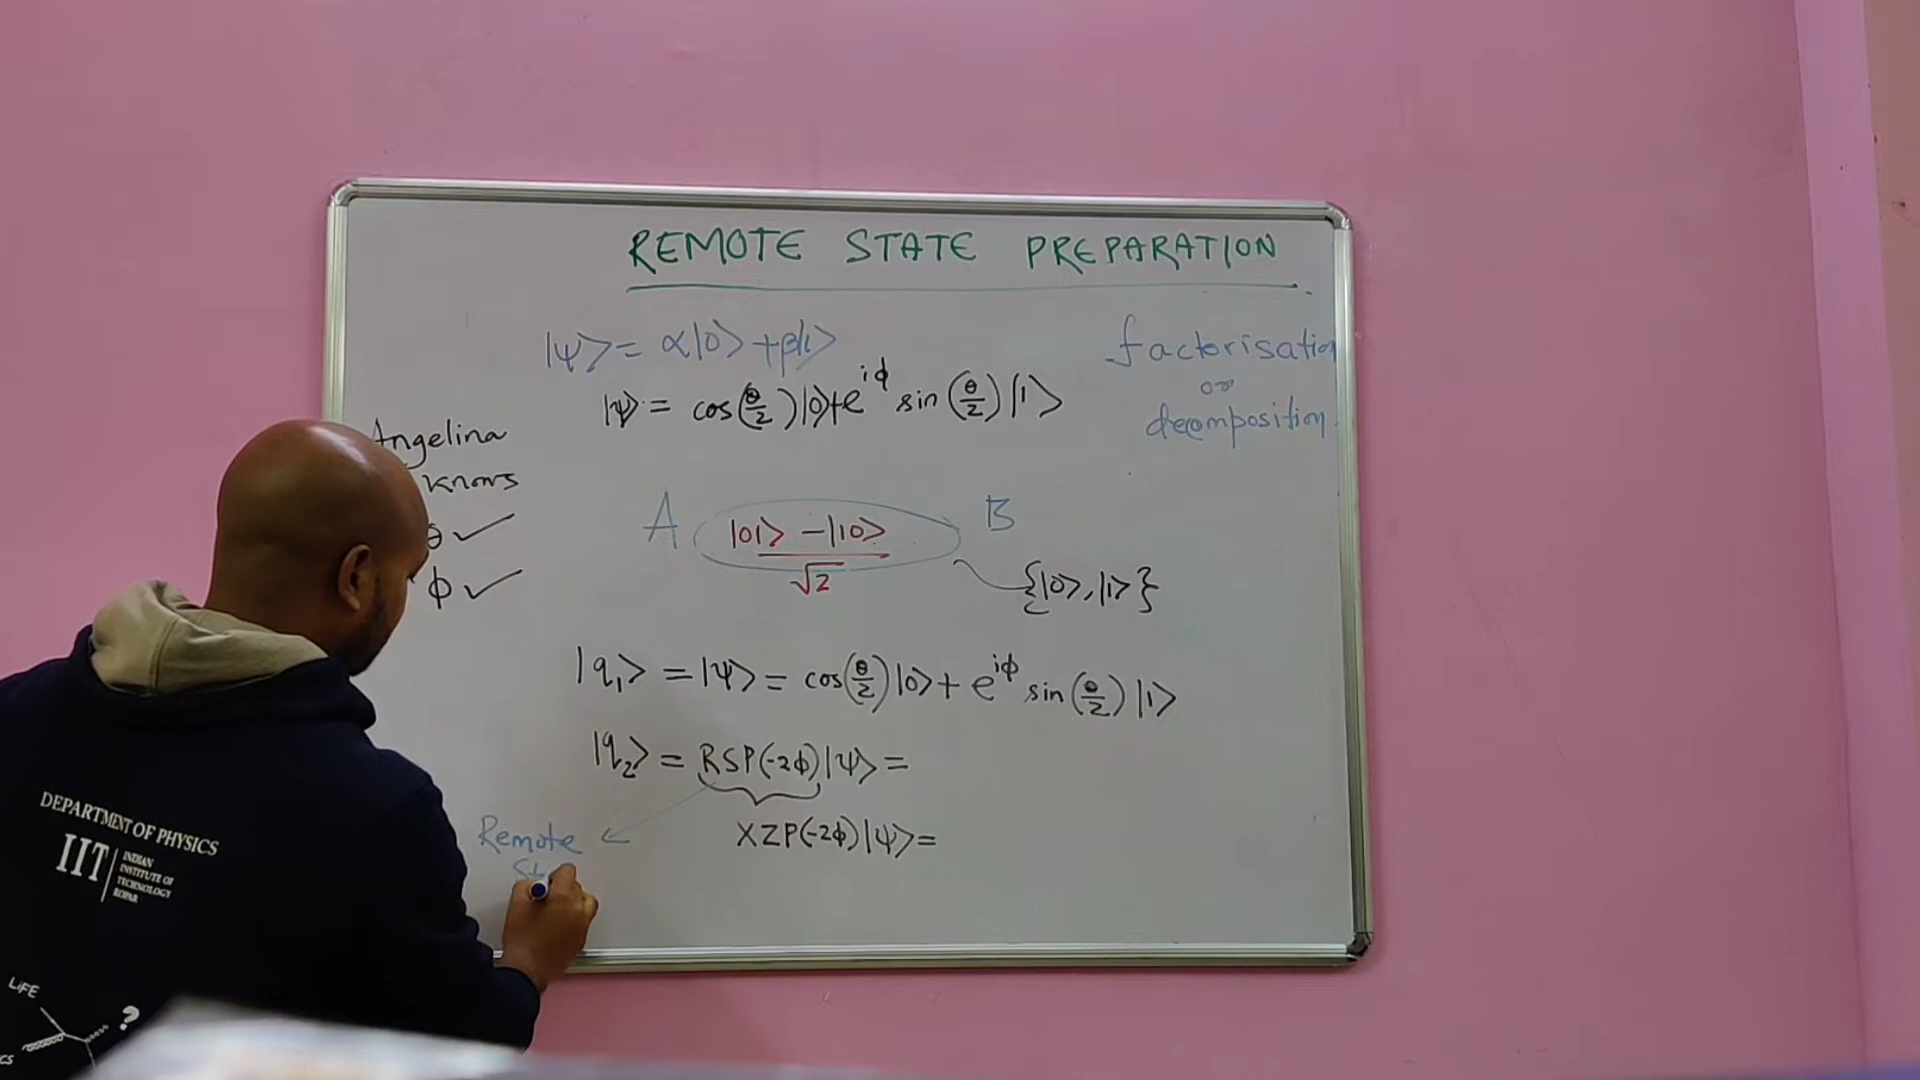 REMOTE STATE PREPARATION
|ψ> = α|0> + β|1>
|ψ> = cos(θ/2)|0> + e^{iϕ} sin(θ/2)|1>
factorisation
or
decomposition
Angelina
knows
θ ✓
ϕ ✓
A (|01> - |10>)/√2 B
{|0>, |1>}
|q₁> = |ψ> = cos(θ/2)|0> + e^{iϕ} sin(θ/2)|1>
|q₂> = RSP(-2ϕ)|ψ> =
XZP(-2ϕ)|ψ> =
Remote
DEPARTMENT OF PHYSICS
IIT
INDIAN
INSTITUTE OF
TECHNOLOGY
ROPAR
LiFE
?